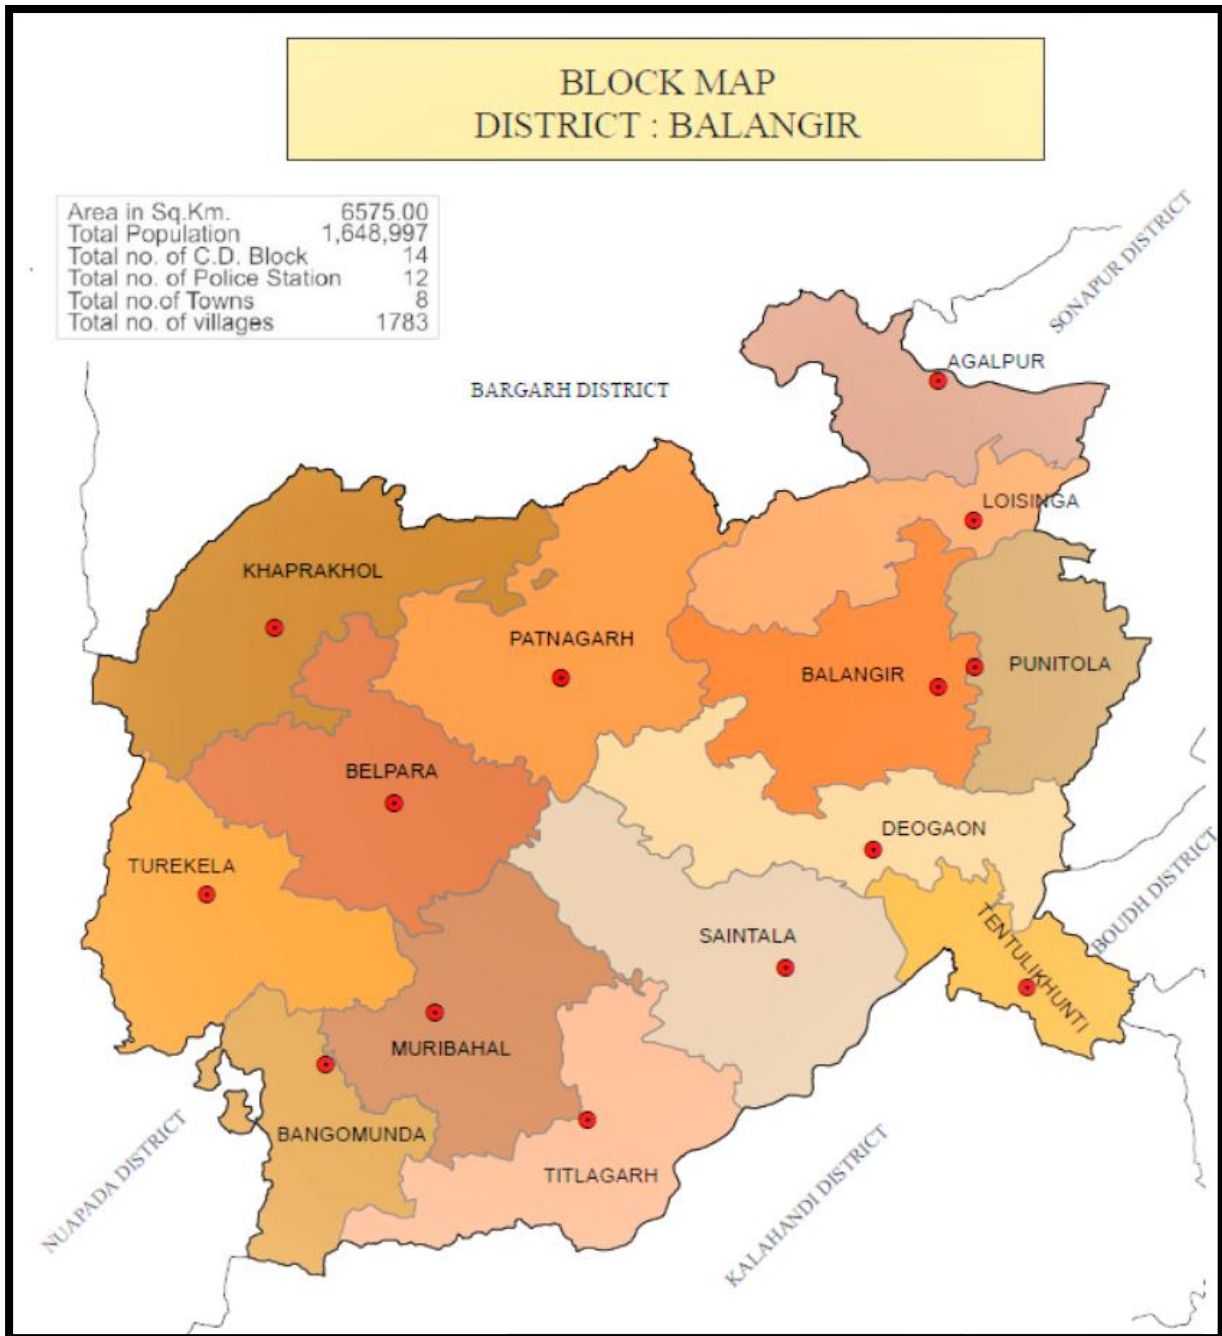 BLOCK MAP
DISTRICT : BALANGIR
Area in Sq.Km. 6575.00
Total Population 1,648,997
Total no. of C.D. Block 14
Total no. of Police Station 12
Total no.of Towns 8
Total no. of villages 1783
SONAPUR DISTRICT
AGALPUR
BARGARH DISTRICT
LOISINGA
KHAPRAKHOL
PATNAGARH
BALANGIR
PUNITOLA
BELPARA
DEOGAON
TUREKELA
BOUDH DISTRICT
TENTULIKHUNTI
SAINTALA
MURIBAHAL
BANGOMUNDA
TITLAGARH
NUAPADA DISTRICT
KALAHANDI DISTRICT